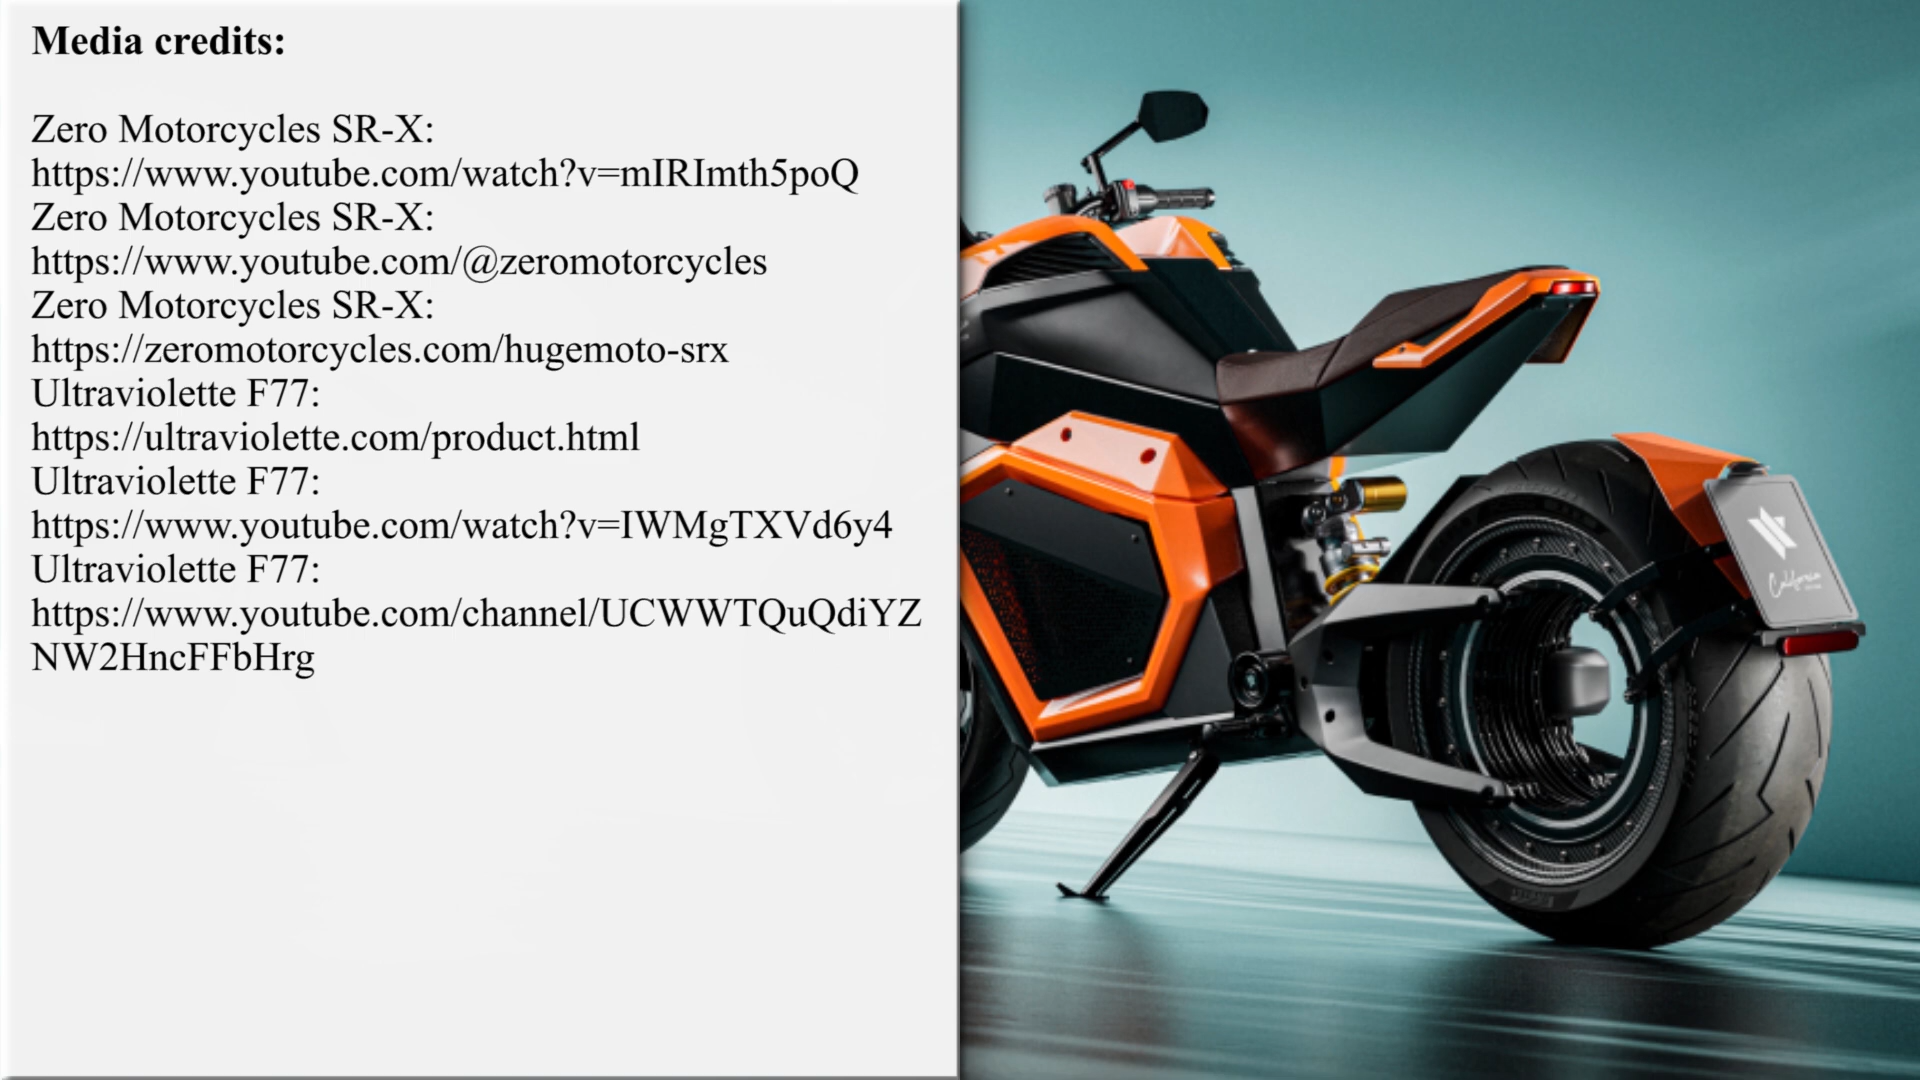 Media credits:
Zero Motorcycles SR-X:
https://www.youtube.com/watch?v=mIRImth5poQ
Zero Motorcycles SR-X:
https://www.youtube.com/@zeromotorcycles
Zero Motorcycles SR-X:
https://zeromotorcycles.com/hugemoto-srx
Ultraviolette F77:
https://ultraviolette.com/product.html
Ultraviolette F77:
https://www.youtube.com/watch?v=IWMgTXVd6y4
Ultraviolette F77:
https://www.youtube.com/channel/UCWWTQuQdiYZ
NW2HncFFbHrg
California